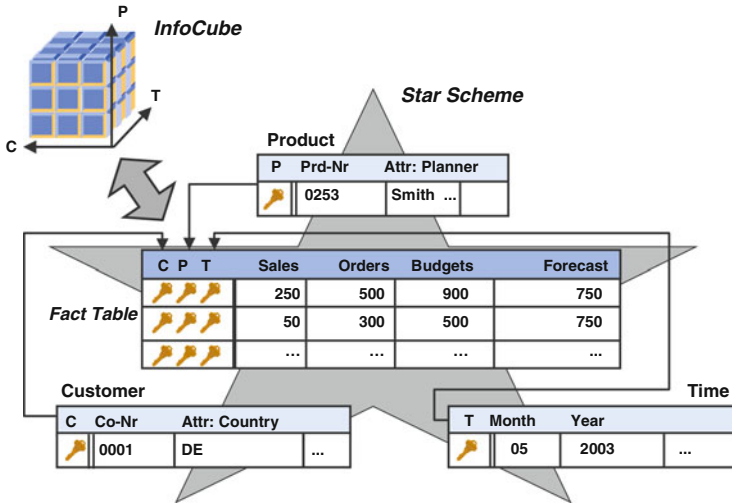 P
InfoCube
T
C
Star Scheme
Product
P Prd-Nr Attr: Planner
0253 Smith ...
C P T Sales Orders Budgets Forecast
250 500 900 750
Fact Table
50 300 500 750
... ... ... ...
Customer
Time
C Co-Nr Attr: Country
0001 DE ...
T Month Year
05 2003 ...